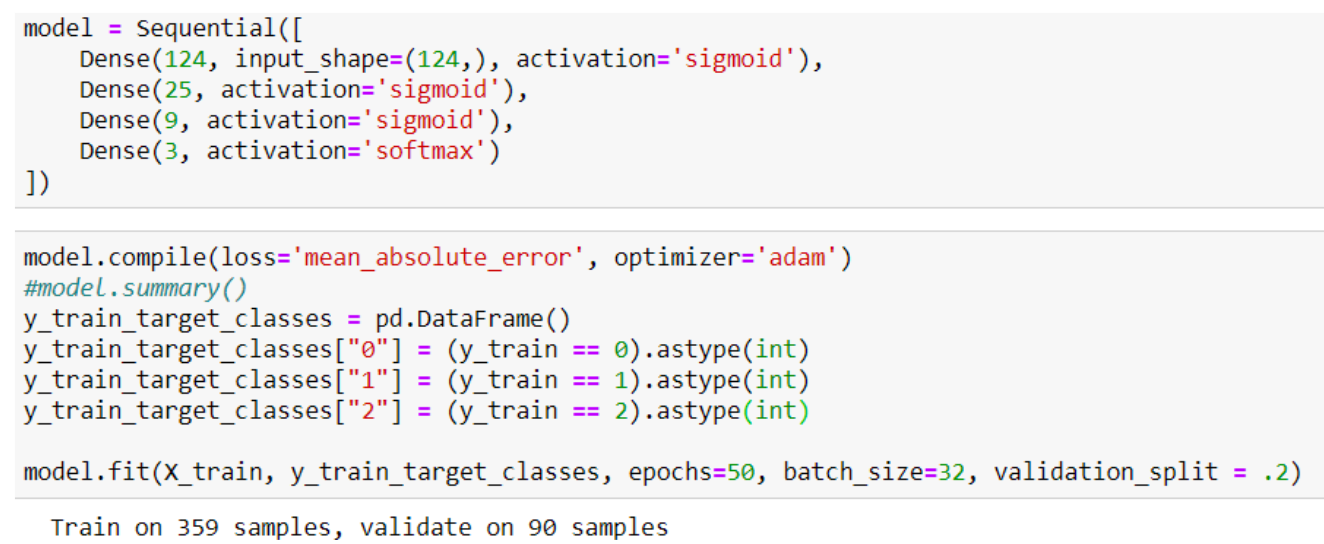 model = Sequential([
    Dense(124, input_shape=(124,), activation='sigmoid'),
    Dense(25, activation='sigmoid'),
    Dense(9, activation='sigmoid'),
    Dense(3, activation='softmax')
])
model.compile(loss='mean_absolute_error', optimizer='adam')
#model.summary()
y_train_target_classes = pd.DataFrame()
y_train_target_classes["0"] = (y_train == 0).astype(int)
y_train_target_classes["1"] = (y_train == 1).astype(int)
y_train_target_classes["2"] = (y_train == 2).astype(int)
model.fit(X_train, y_train_target_classes, epochs=50, batch_size=32, validation_split = .2)
Train on 359 samples, validate on 90 samples